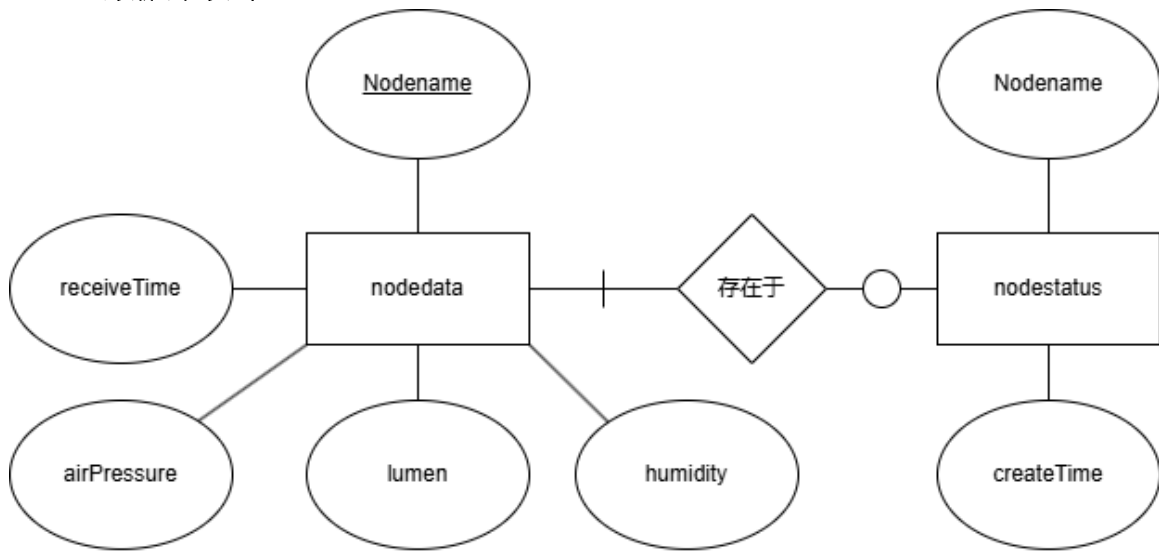 Nodename
Nodename
receiveTime
nodedata
存在于
nodestatus
airPressure
lumen
humidity
createTime